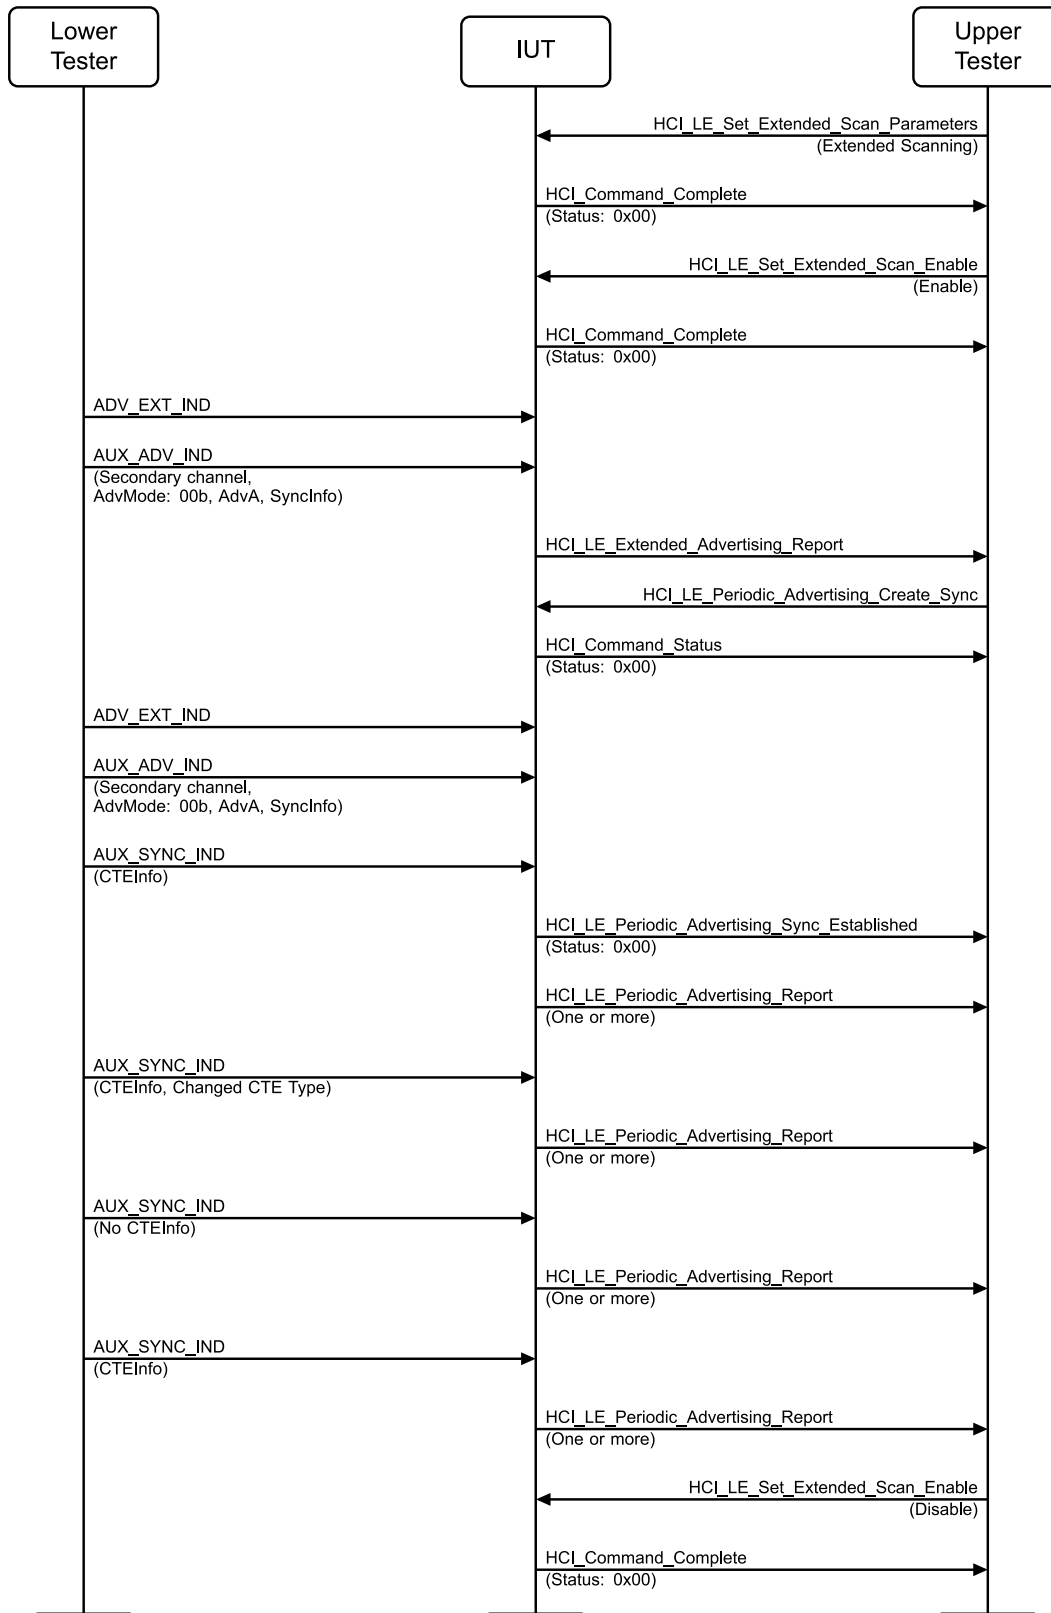 Lower
Tester
IUT
Upper
Tester
HCI_LE_Set_Extended_Scan_Parameters
(Extended Scanning)
HCI_Command_Complete
(Status: 0x00)
HCI_LE_Set_Extended_Scan_Enable
(Enable)
HCI_Command_Complete
(Status: 0x00)
ADV_EXT_IND
AUX_ADV_IND
(Secondary channel,
AdvMode: 00b, AdvA, SyncInfo)
HCI_LE_Extended_Advertising_Report
HCI_LE_Periodic_Advertising_Create_Sync
HCI_Command_Status
(Status: 0x00)
ADV_EXT_IND
AUX_ADV_IND
(Secondary channel,
AdvMode: 00b, AdvA, SyncInfo)
AUX_SYNC_IND
(CTEInfo)
HCI_LE_Periodic_Advertising_Sync_Established
(Status: 0x00)
HCI_LE_Periodic_Advertising_Report
(One or more)
AUX_SYNC_IND
(CTEInfo, Changed CTE Type)
HCI_LE_Periodic_Advertising_Report
(One or more)
AUX_SYNC_IND
(No CTEInfo)
HCI_LE_Periodic_Advertising_Report
(One or more)
AUX_SYNC_IND
(CTEInfo)
HCI_LE_Periodic_Advertising_Report
(One or more)
HCI_LE_Set_Extended_Scan_Enable
(Disable)
HCI_Command_Complete
(Status: 0x00)